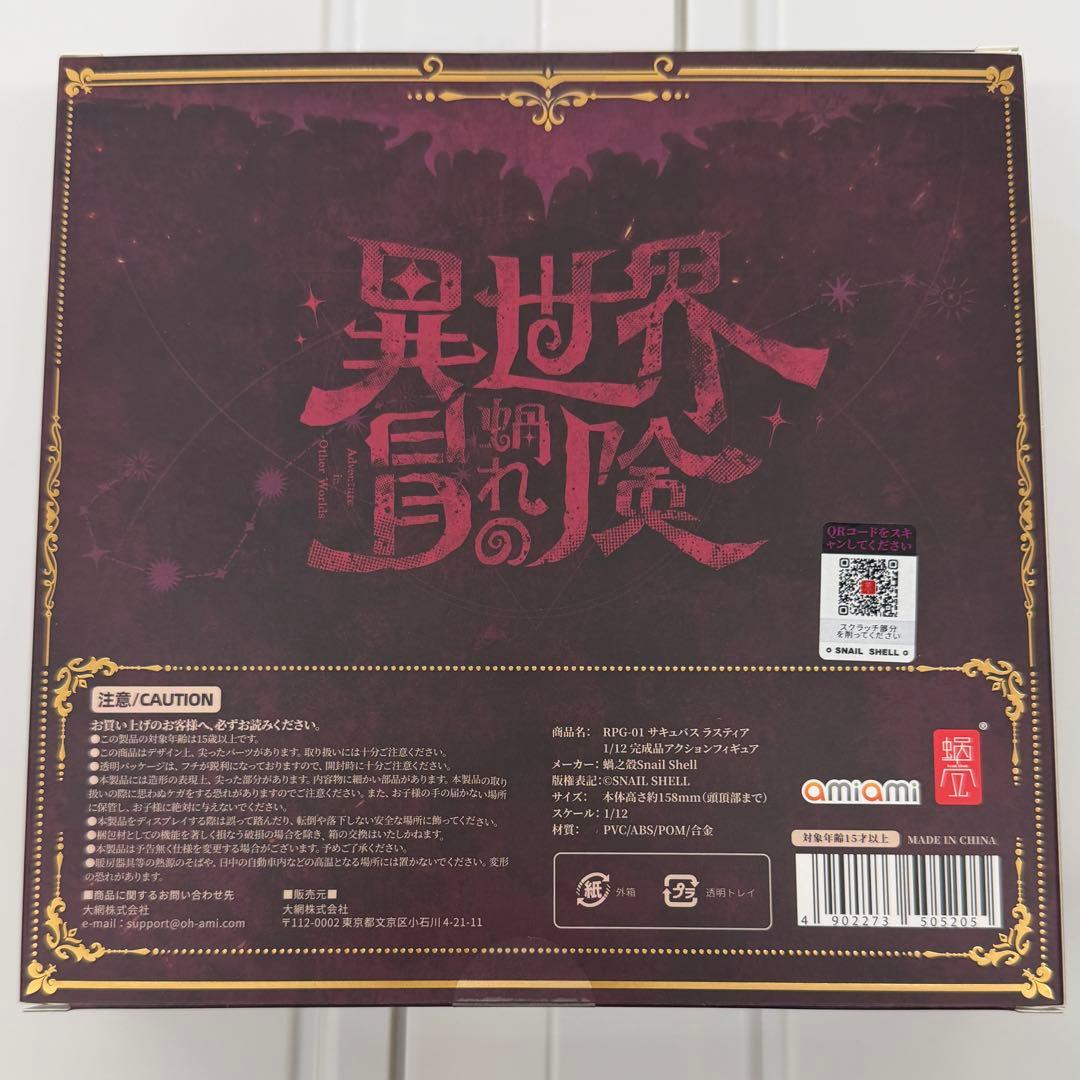 異世界
蝸れの
冒険
Adventure
in
Other Worlds
QRコードをスキ
ャンしてください
スクラッチ部分
を削ってください
SNAIL SHELL
注意/CAUTION
お買い上げのお客様へ、必ずお読みください。
●この製品の対象年齢は15歳以上です。
●この商品はデザイン上、尖ったパーツがあります。取り扱いには十分ご注意ください。
●透明パッケージは、フチが鋭利になっておりますので、開封時に十分ご注意ください。
●本製品には造形の表現上、尖った部分があります。内容物に細かい部品があります。本製品の取り
扱いの際に思わぬケガをする恐れがありますのでご注意ください。また、お子様の手の届かない場所
に保管し、お子様に絶対に与えないでください。
●本製品をディスプレイする際は誤って踏んだり、転倒や落下しない安全な場所に飾ってください。
●梱包材としての機能を著しく損なう破損の場合を除き、箱の交換はいたしかねます。
●本製品は予告無く仕様を変更する場合がございます。予めご了承ください。
●暖房器具等の熱源のそばや、日中の自動車内などの高温となる場所には置かないでください。変形
の恐れがあります。
■商品に関するお問い合わせ先
大網株式会社
e-mail：support@oh-ami.com
■販売元■
大網株式会社
〒112-0002 東京都文京区小石川 4-21-11
商品名： RPG-01 サキュバス ラスティア
1/12 完成品アクションフィギュア
メーカー：蝸之殻Snail Shell
版権表記：©SNAIL SHELL
サイズ： 本体高さ約158mm（頭頂部まで）
スケール：1/12
材質： PVC/ABS/POM/合金
紙 外箱
プラ 透明トレイ
amiami
®
対象年齢15才以上
MADE IN CHINA
4 902273 505205